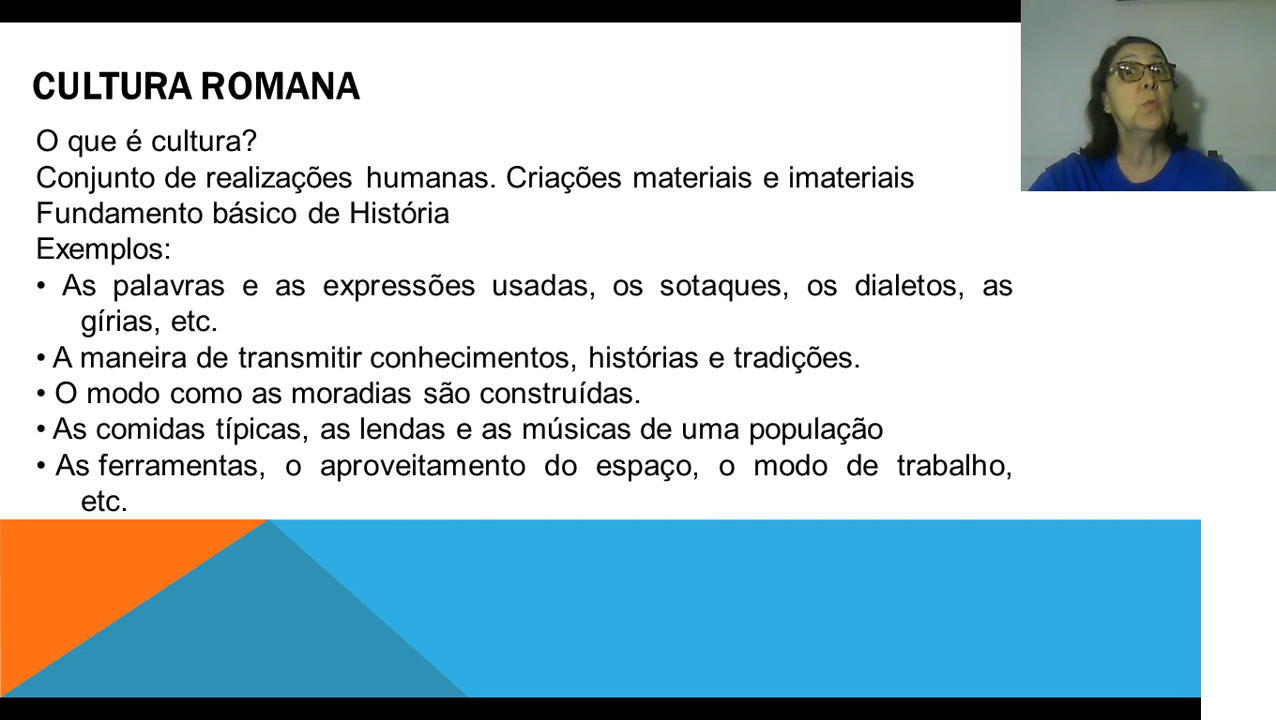 CULTURA ROMANA
O que é cultura?
Conjunto de realizações humanas. Criações materiais e imateriais
Fundamento básico de História
Exemplos:
• As palavras e as expressões usadas, os sotaques, os dialetos, as
gírias, etc.
• A maneira de transmitir conhecimentos, histórias e tradições.
• O modo como as moradias são construídas.
• As comidas típicas, as lendas e as músicas de uma população
• As ferramentas, o aproveitamento do espaço, o modo de trabalho,
etc.